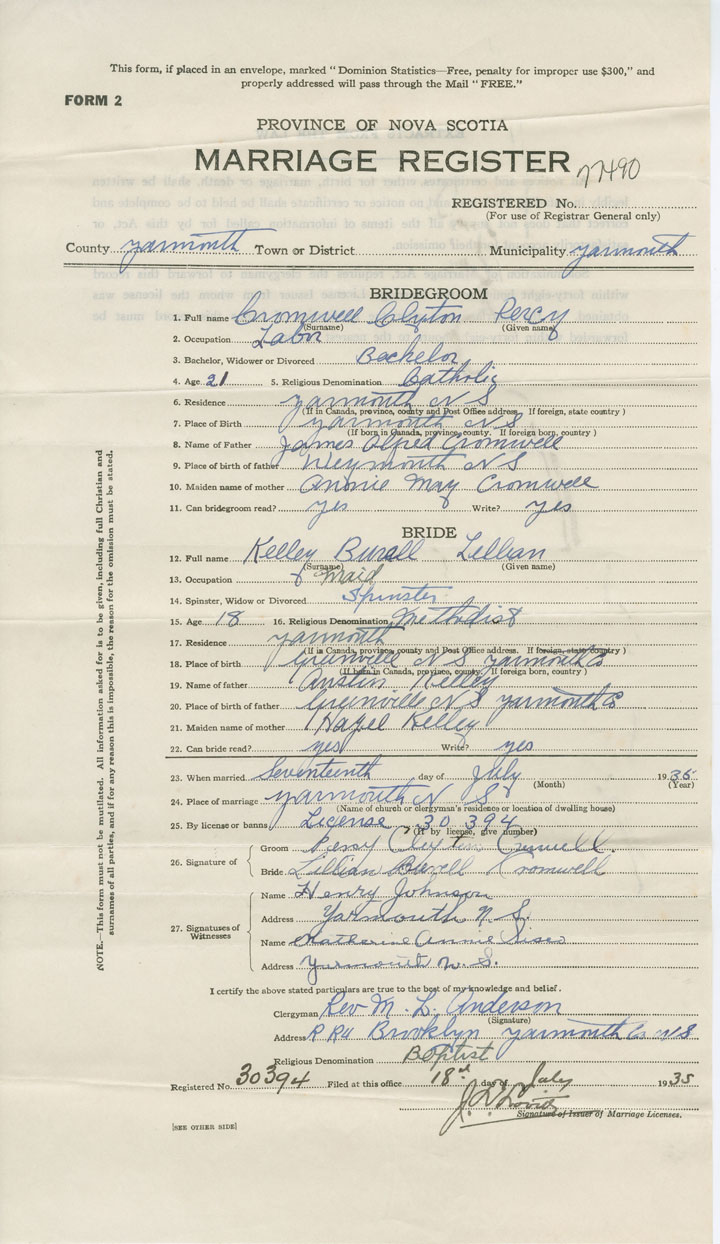 This form, if placed in an envelope, marked "Dominion Statistics—Free, penalty for improper use $300," and
properly addressed will pass through the Mail "FREE."
FORM 2
PROVINCE OF NOVA SCOTIA
MARRIAGE REGISTER 77490
REGISTERED No.
(For use of Registrar General only)
County Yarmouth Town or District Municipality Yarmouth
BRIDEGROOM
1. Full name Cromwell Clyton Percy
(Surname) (Given name)
2. Occupation Labor
3. Bachelor, Widower or Divorced Bachelor
4. Age 21 5. Religious Denomination Catholic
6. Residence Yarmouth N S
(If in Canada, province, county and Post Office address. If foreign, state country)
7. Place of Birth Yarmouth N S
(If born in Canada, province, county. If foreign born, country)
8. Name of Father James Alfred Cromwell
9. Place of birth of father Weymouth N S
10. Maiden name of mother Annie May Cromwell
11. Can bridegroom read? yes Write? yes
BRIDE
12. Full name Kelley Burall Lellian
(Surname) (Given name)
13. Occupation maid
14. Spinster, Widow or Divorced Spinster
15. Age 18 16. Religious Denomination Methodist
17. Residence Yarmouth
(If in Canada, province, county and Post Office address. If foreign, state country)
18. Place of birth Greenville N S Yarmouth Co
(If born in Canada, province, county. If foreign born, country)
19. Name of father Austin Kelley
20. Place of birth of father Greenville N S Yarmouth Co
21. Maiden name of mother Hazel Kelley
22. Can bride read? yes Write? yes
23. When married Seventeenth day of July 1935
(Month) (Year)
24. Place of marriage Yarmouth N S
(Name of church or clergyman's residence or location of dwelling house)
25. By license or banns License 30394
(If by license, give number)
26. Signature of
Groom Percy Clayton Cromwell.
Bride Lillian Burell Cromwell
27. Signatures of Witnesses
Name Henry Johnson
Address Yarmouth N. S.
Name Katherine Annie
Address Yarmouth N. S.
I certify the above stated particulars are true to the best of my knowledge and belief.
Clergyman Rev M. L. Anderson
(Signature)
Address R R 4 Brooklyn Yarmouth Co N S
Religious Denomination Baptist
Registered No. 30394 Filed at this office 18th day of July 1935
Signature of Issuer of Marriage Licenses.
[SEE OTHER SIDE]
NOTE.—This form must not be mutilated. All information asked for is to be given, including full Christian and
surnames of all parties, and if for any reason this is impossible, the reason for the omission must be stated.